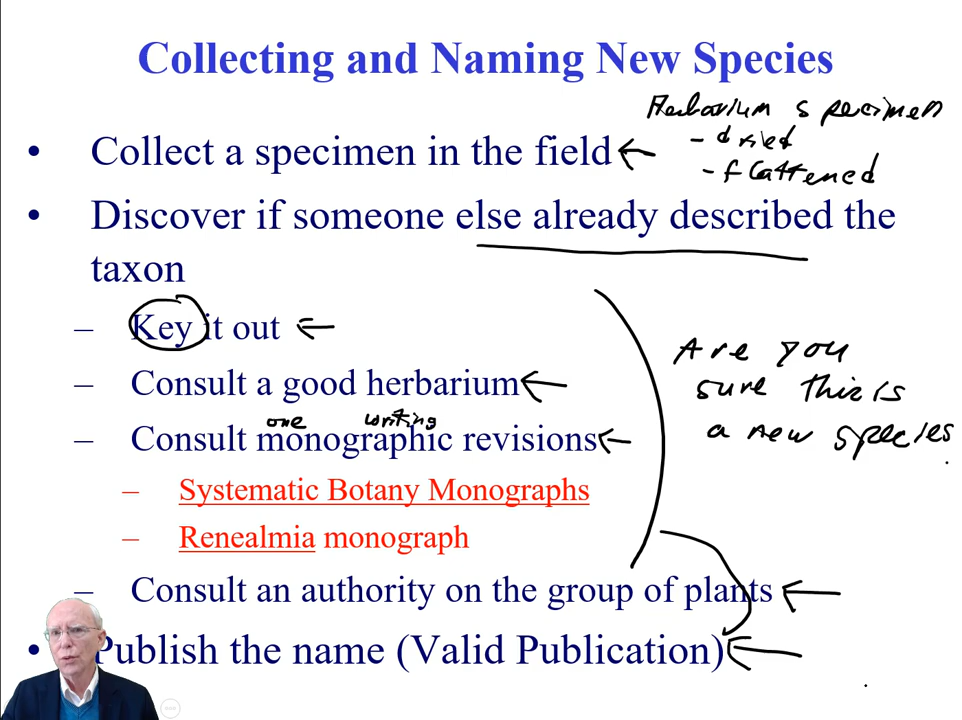 Collecting and Naming New Species
Herbarium specimen
- dried
- flattened
• Collect a specimen in the field
• Discover if someone else already described the
taxon
– Key it out
– Consult a good herbarium
one writing
– Consult monographic revisions
– Systematic Botany Monographs
– Renealmia monograph
– Consult an authority on the group of plants
Are you
sure this is
a new species
• Publish the name (Valid Publication)